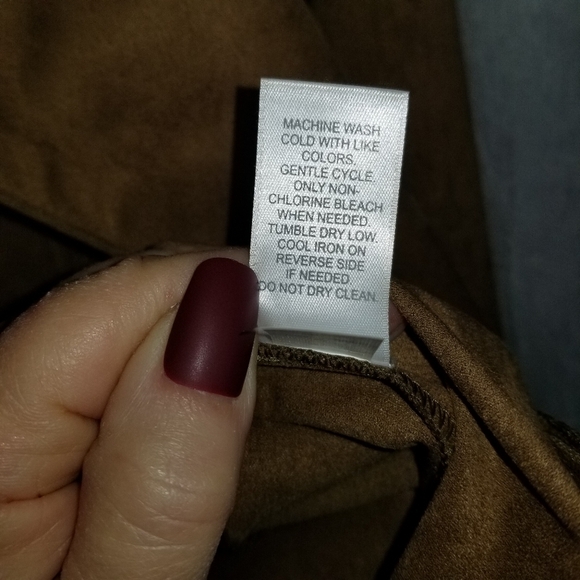 MACHINE WASH
COLD WITH LIKE
COLORS.
GENTLE CYCLE.
ONLY NON-
CHLORINE BLEACH
WHEN NEEDED.
TUMBLE DRY LOW.
COOL IRON ON
REVERSE SIDE
IF NEEDED.
DO NOT DRY CLEAN.